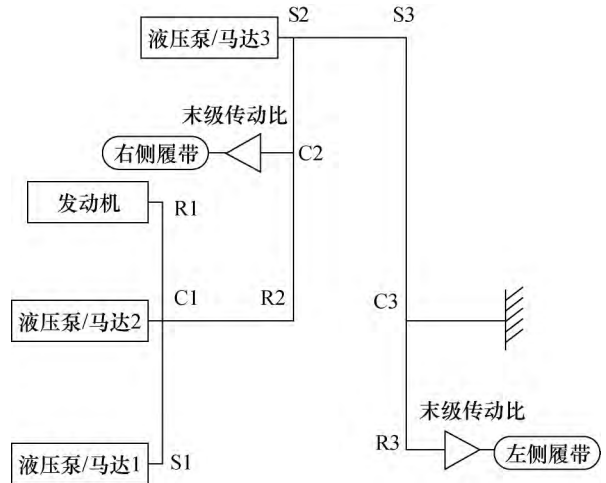 S2
S3
液压泵/马达3
末级传动比
右侧履带
C2
发动机
R1
C1
R2
C3
液压泵/马达2
末级传动比
R3
左侧履带
液压泵/马达1
S1